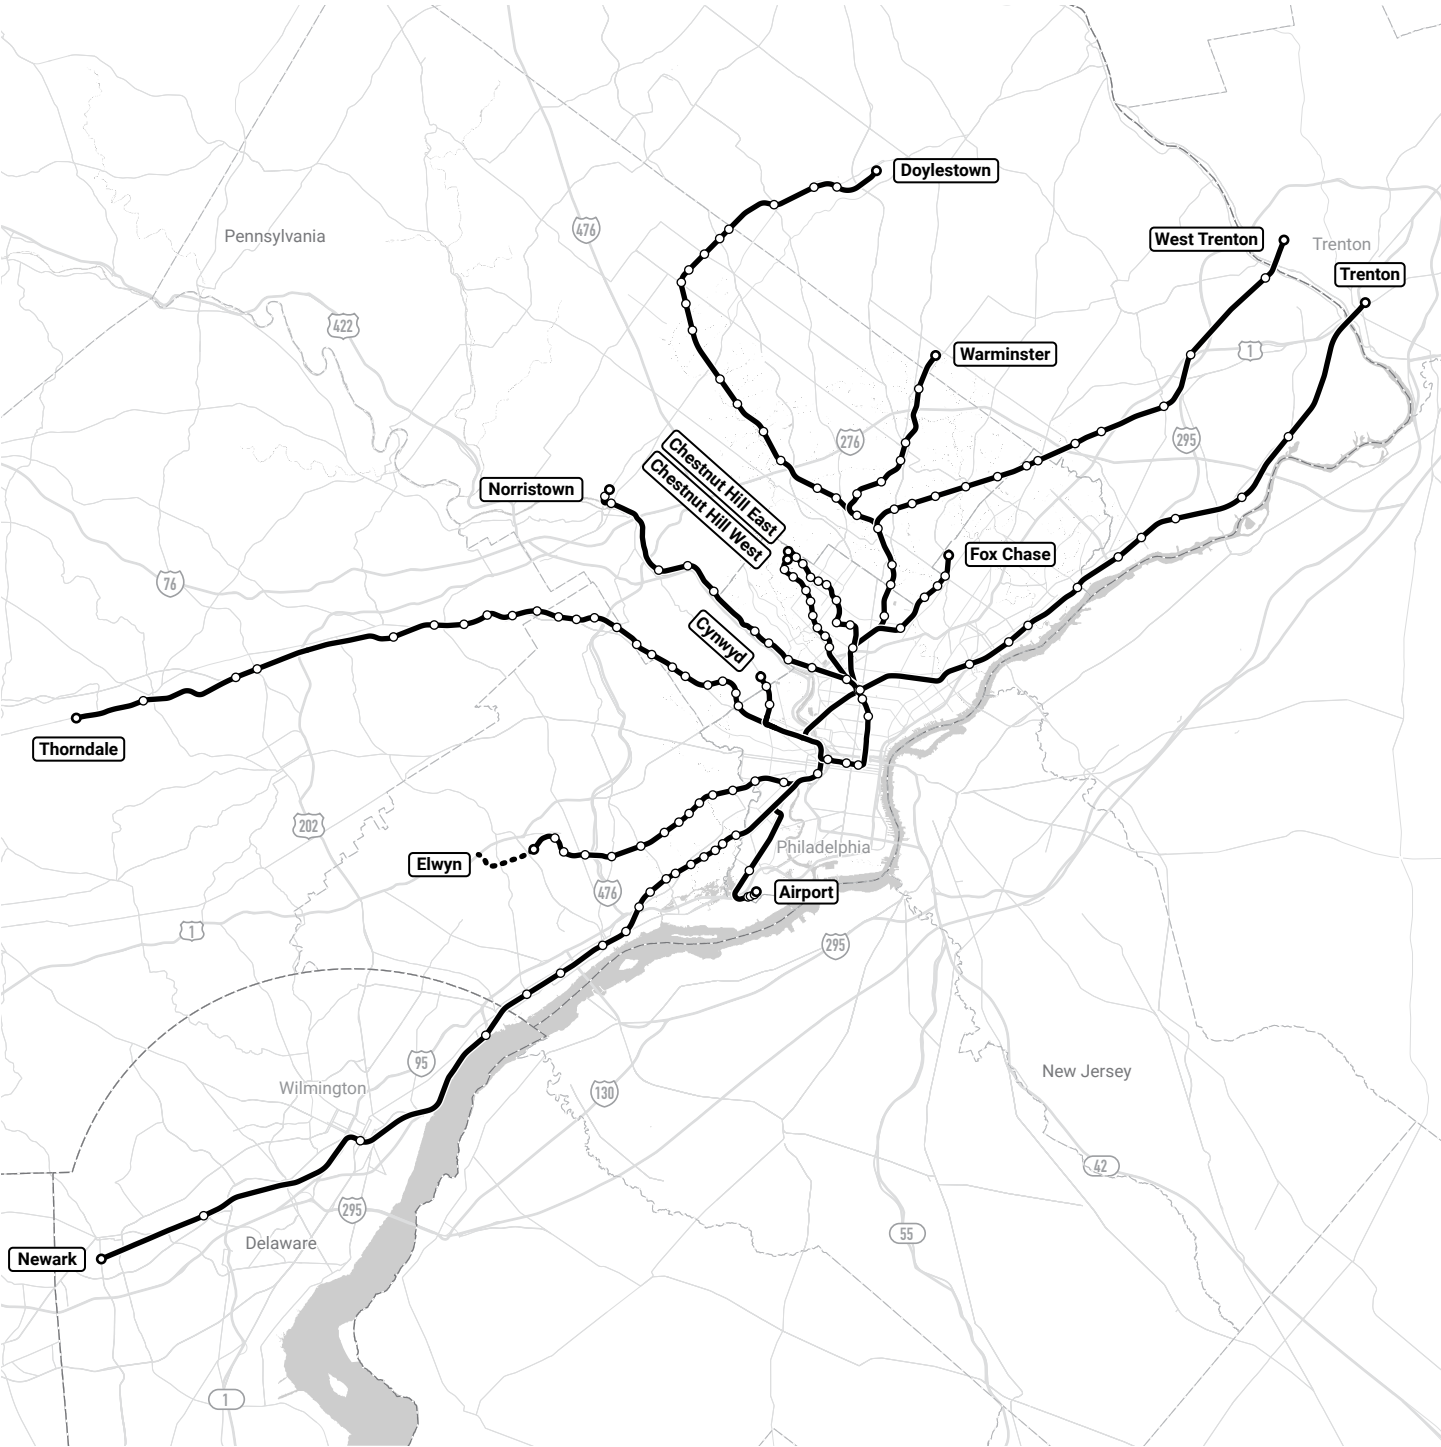 Doylestown
Pennsylvania
476
West Trenton
Trenton
Trenton
422
1
Warminster
276
295
Chestnut Hill East
Chestnut Hill West
Norristown
Fox Chase
76
Cynwyd
Thorndale
202
Philadelphia
Elwyn
476
Airport
1
295
95
Wilmington
130
New Jersey
42
295
55
Delaware
Newark
1